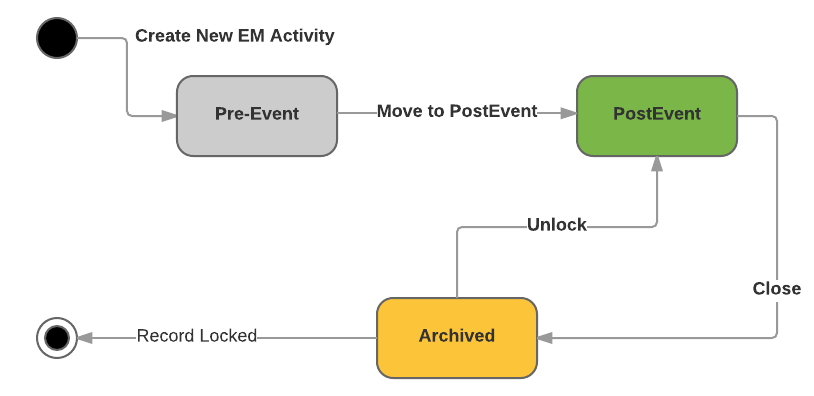 Create New EM Activity
Pre-Event
Move to PostEvent
PostEvent
Unlock
Close
Record Locked
Archived